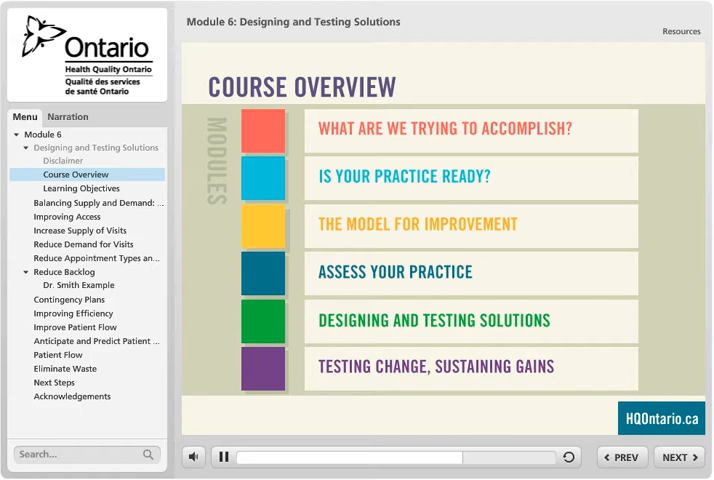 Ontario
Health Quality Ontario
Qualité des services
de santé Ontario
Menu
Narration
Module 6
Designing and Testing Solutions
Disclaimer
Course Overview
Learning Objectives
Balancing Supply and Demand: ...
Improving Access
Increase Supply of Visits
Reduce Demand for Visits
Reduce Appointment Types an...
Reduce Backlog
Dr. Smith Example
Contingency Plans
Improving Efficiency
Improve Patient Flow
Anticipate and Predict Patient ...
Patient Flow
Eliminate Waste
Next Steps
Acknowledgements
Search...
Module 6: Designing and Testing Solutions
Resources
COURSE OVERVIEW
MODULES
WHAT ARE WE TRYING TO ACCOMPLISH?
IS YOUR PRACTICE READY?
THE MODEL FOR IMPROVEMENT
ASSESS YOUR PRACTICE
DESIGNING AND TESTING SOLUTIONS
TESTING CHANGE, SUSTAINING GAINS
HQOntario.ca
PREV
NEXT